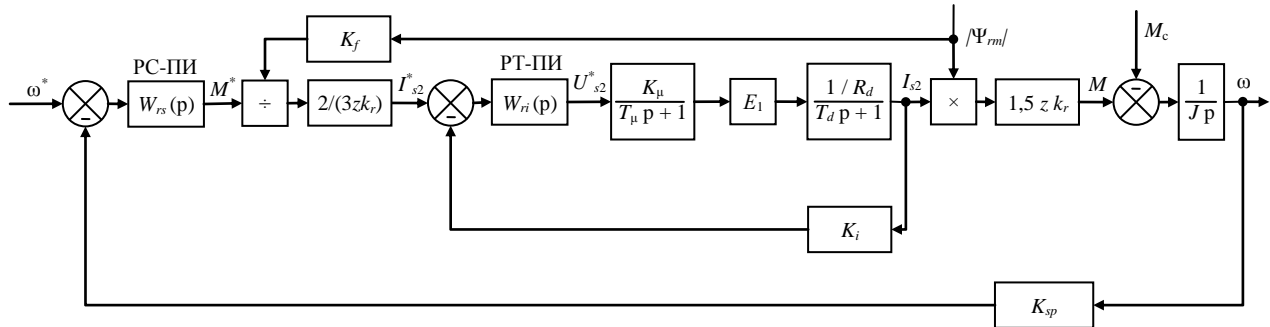 K_f
/Ψ_rm/
M_c
РС-ПИ
РТ-ПИ
ω*
W_rs (p)
M*
÷
2/(3zk_r)
I*_s2
W_ri (p)
U*_s2
K_μ
T_μ p + 1
E_1
1 / R_d
T_d p + 1
I_s2
×
1,5 z k_r
M
1
J p
ω
K_i
K_sp